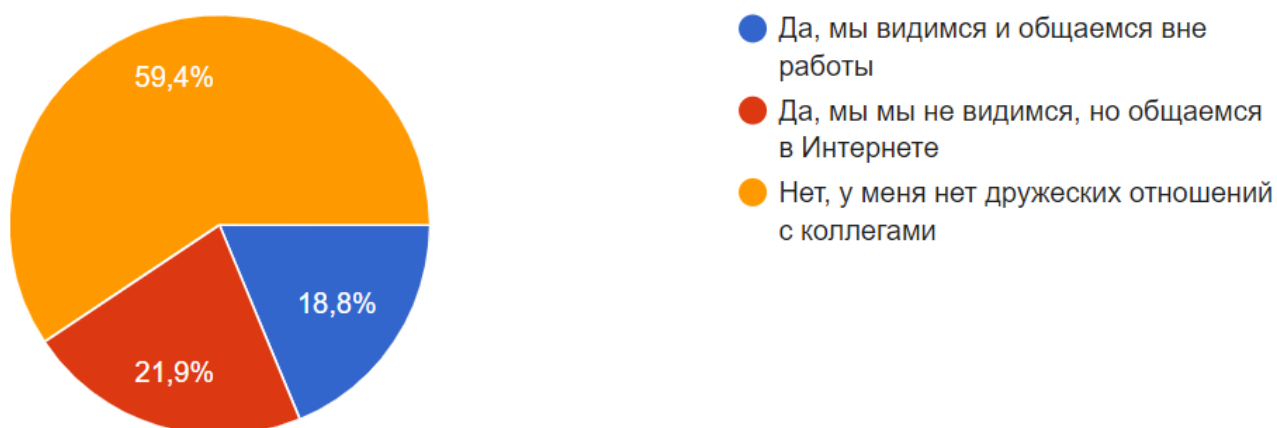 59,4%
18,8%
21,9%
Да, мы видимся и общаемся вне
работы
Да, мы мы не видимся, но общаемся
в Интернете
Нет, у меня нет дружеских отношений
с коллегами